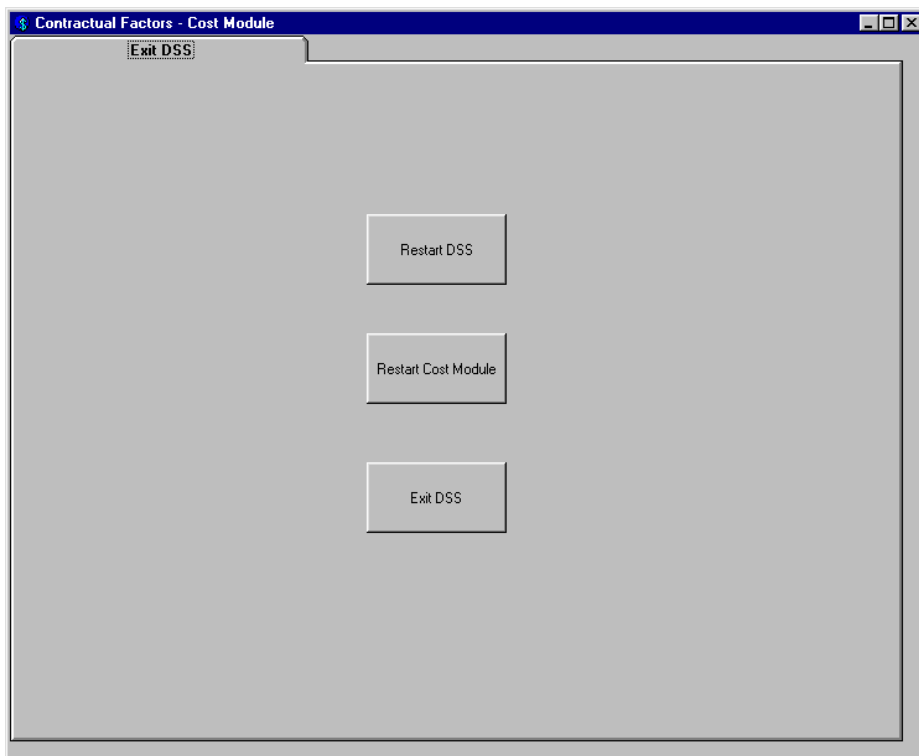 $ Contractual Factors - Cost Module
Exit DSS
Restart DSS
Restart Cost Module
Exit DSS